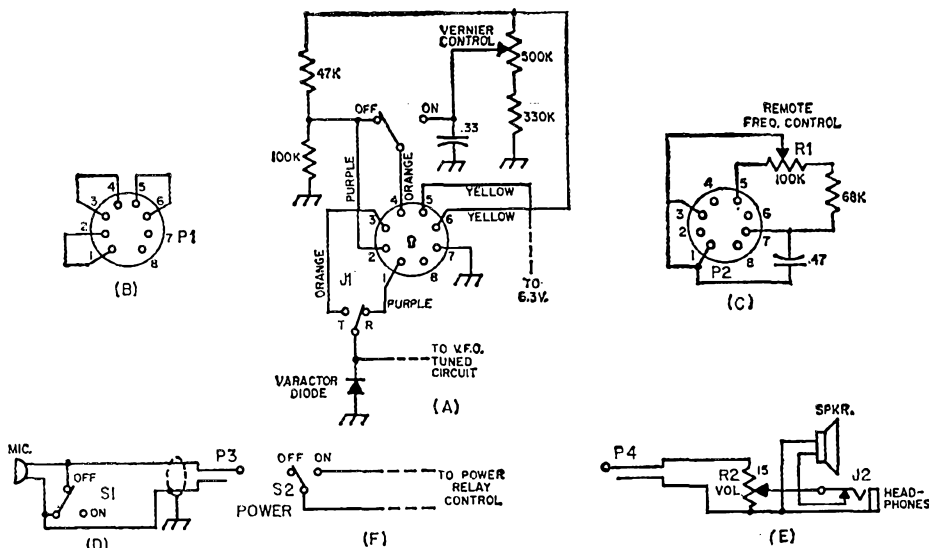 VERNIER
CONTROL
500K
47K
330K
OFF
ON
.33
100K
PURPLE
ORANGE
4
5
YELLOW
3
6
YELLOW
2
7
1
8
J1
ORANGE
PURPLE
T
R
TO
6.3V.
TO V.F.O.
TUNED
CIRCUIT
VARACTOR
DIODE
(A)
4
5
3
6
2
7
P1
1
8
(B)
REMOTE
FREQ. CONTROL
R1
100K
68K
4
5
3
6
2
7
1
8
P2
.47
(C)
MIC.
OFF
S1
ON
P3
(D)
OFF
ON
S2
POWER
TO POWER
RELAY
CONTROL
(F)
SPKR.
P4
R2
VOL.
15
J2
HEAD-
PHONES
(E)